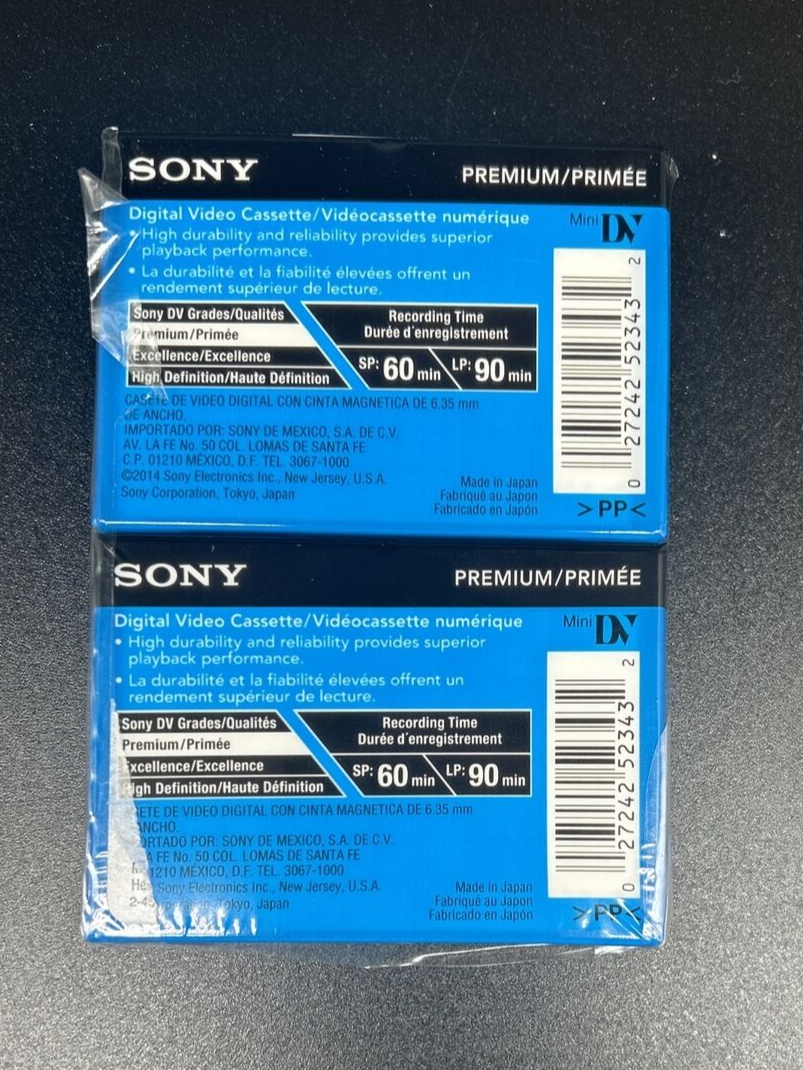 SONY
PREMIUM/PRIMÉE
Digital Video Cassette/Vidéocassette numérique
Mini DV
• High durability and reliability provides superior
playback performance.
• La durabilité et la fiabilité élevées offrent un
rendement supérieur de lecture.
Sony DV Grades/Qualités
Premium/Primée
Excellence/Excellence
High Definition/Haute Définition
Recording Time
Durée d'enregistrement
SP: 60 min LP: 90 min
CASETE DE VIDEO DIGITAL CON CINTA MAGNETICA DE 6.35 mm
DE ANCHO.
IMPORTADO POR: SONY DE MEXICO, S.A. DE C.V.
AV. LA FE No. 50 COL. LOMAS DE SANTA FE
C.P. 01210 MÉXICO, D.F. TEL. 3067-1000
©2014 Sony Electronics Inc., New Jersey, U.S.A.
Sony Corporation, Tokyo, Japan
Made in Japan
Fabriqué au Japon
Fabricado en Japón
0 27242 52343 2
>PP<
SONY
PREMIUM/PRIMÉE
Digital Video Cassette/Vidéocassette numérique
Mini DV
• High durability and reliability provides superior
playback performance.
• La durabilité et la fiabilité élevées offrent un
rendement supérieur de lecture.
Sony DV Grades/Qualités
Premium/Primée
Excellence/Excellence
High Definition/Haute Définition
Recording Time
Durée d'enregistrement
SP: 60 min LP: 90 min
DE VIDEO DIGITAL CON CINTA MAGNETICA DE 6.35 mm
ANCHO.
POR: SONY DE MEXICO, S.A. DE C.V.
FE No. 50 COL. LOMAS DE SANTA FE
1210 MÉXICO, D.F. TEL. 3067-1000
Sony Electronics Inc., New Jersey, U.S.A.
Tokyo, Japan
Made in Japan
Fabriqué au Japon
Fabricado en Japón
0 27242 52343 2
>PP<